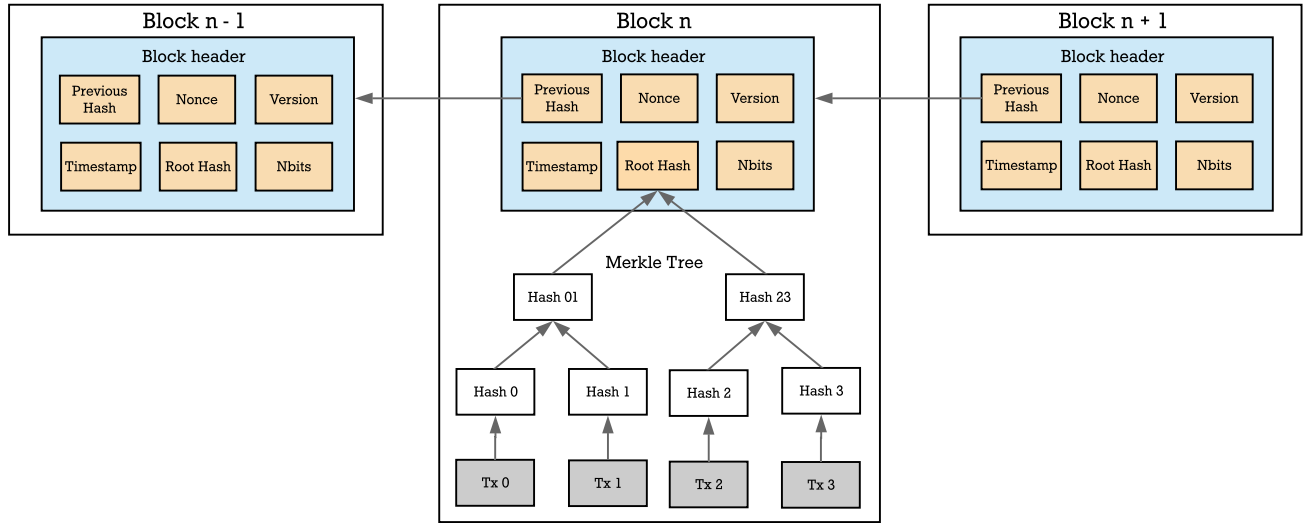 Block n - 1
Block header
Previous
Hash
Nonce
Version
Timestamp
Root Hash
Nbits
Block n
Block header
Previous
Hash
Nonce
Version
Timestamp
Root Hash
Nbits
Merkle Tree
Hash 01
Hash 23
Hash 0
Hash 1
Hash 2
Hash 3
Tx 0
Tx 1
Tx 2
Tx 3
Block n + 1
Block header
Previous
Hash
Nonce
Version
Timestamp
Root Hash
Nbits